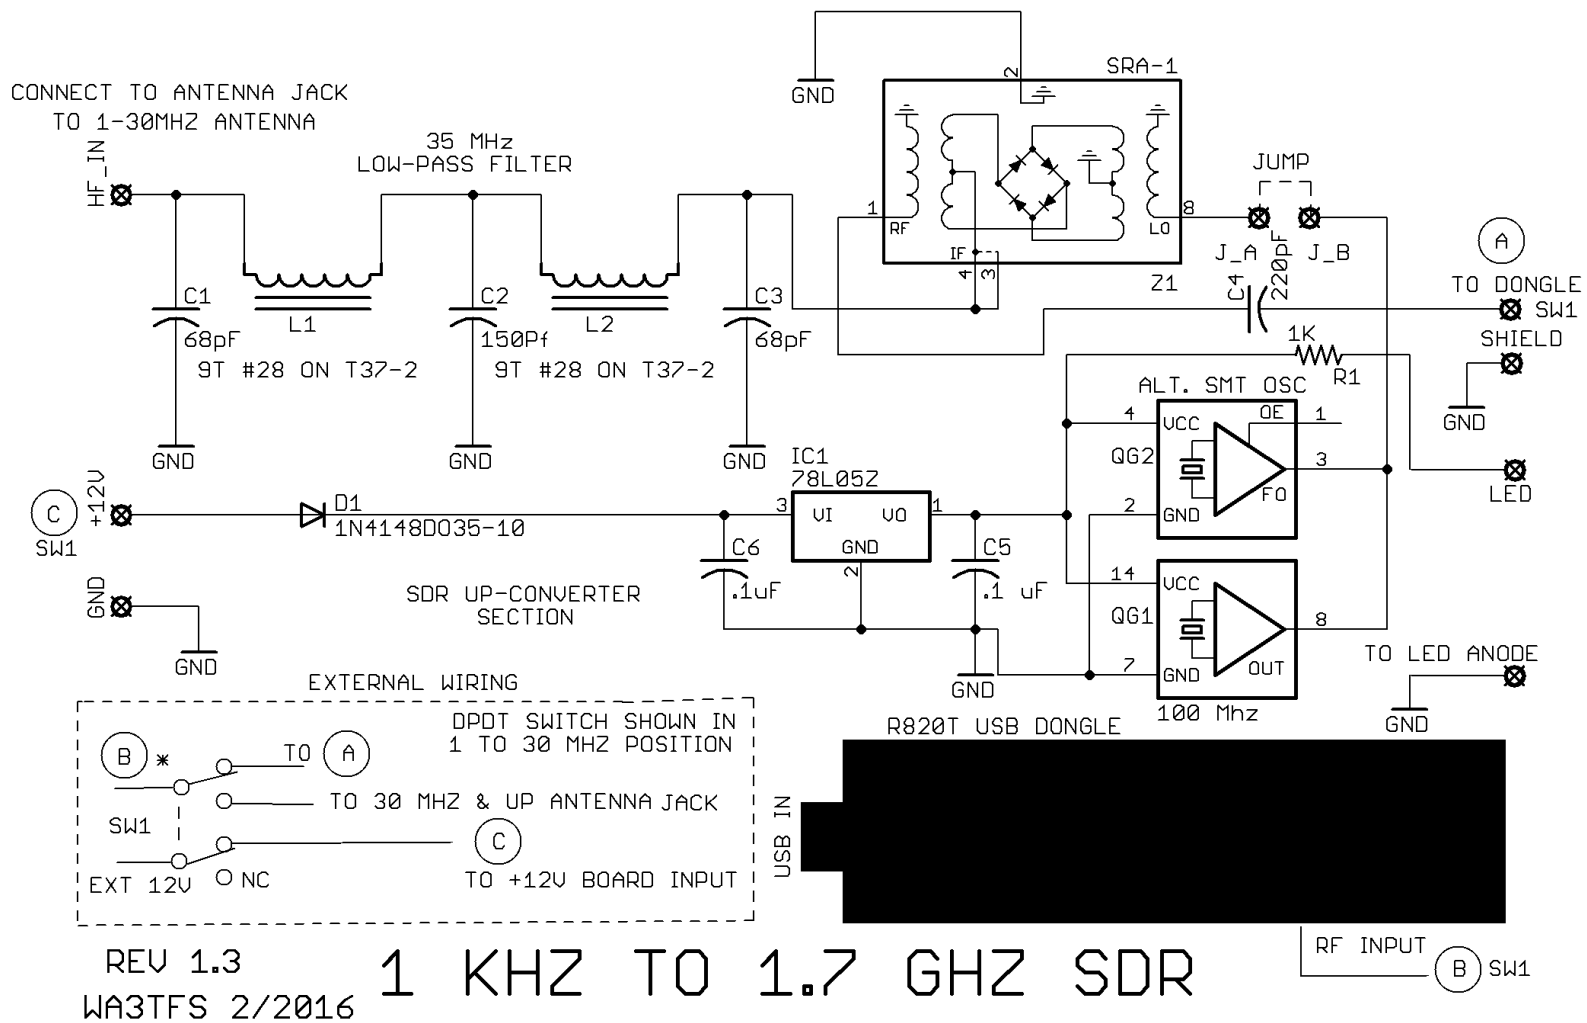 CONNECT TO ANTENNA JACK
TO 1-30MHZ ANTENNA
HF_IN
35 MHz
LOW-PASS FILTER
C1
68pF
L1
9T #28 ON T37-2
C2
150Pf
L2
9T #28 ON T37-2
C3
68pF
GND
GND
GND
GND
SRA-1
2
1
RF
IF
4
3
LO
8
Z1
JUMP
J_A
J_B
C4
220pF
A
TO DONGLE
SW1
SHIELD
GND
1K
R1
ALT. SMT OSC
4
VCC
OE
1
QG2
3
FO
2
GND
LED
14
VCC
QG1
8
7
GND
OUT
100 Mhz
TO LED ANODE
GND
C
SW1
+12V
D1
1N4148DO35-10
IC1
78L05Z
3
VI
VO
1
GND
2
C6
.1uF
C5
.1 uF
GND
GND
GND
SDR UP-CONVERTER
SECTION
EXTERNAL WIRING
DPDT SWITCH SHOWN IN
1 TO 30 MHZ POSITION
B
*
TO
A
TO 30 MHZ & UP ANTENNA JACK
SW1
C
EXT 12V
NC
TO +12V BOARD INPUT
R820T USB DONGLE
USB IN
RF INPUT
B
SW1
REV 1.3
WA3TFS 2/2016
1 KHZ TO 1.7 GHZ SDR